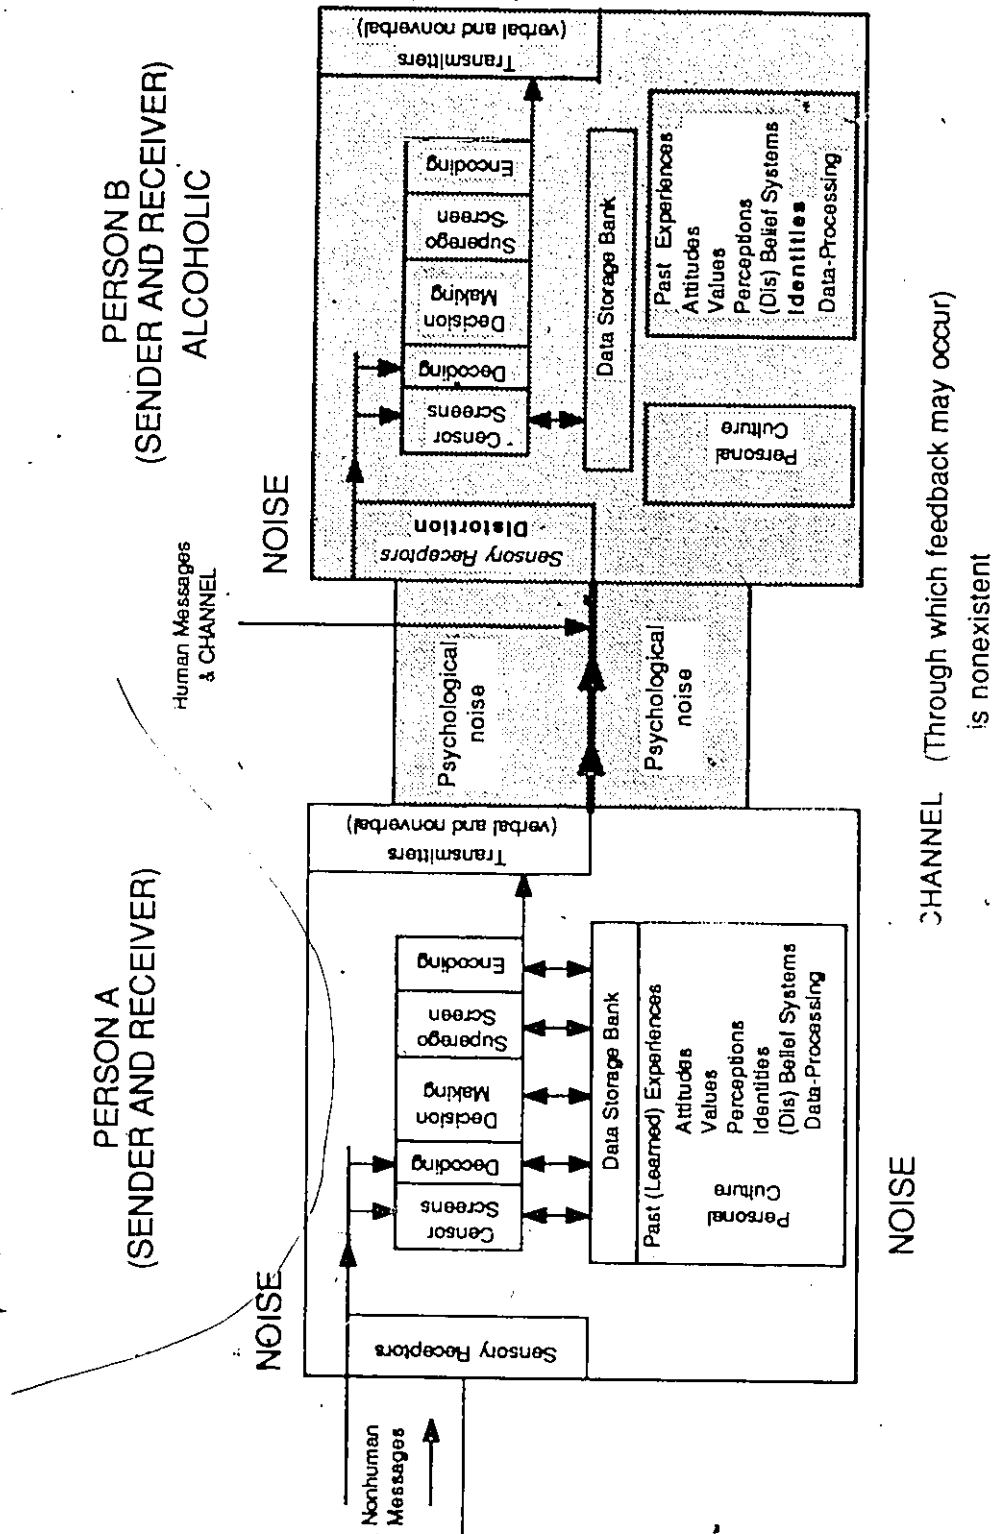 PERSON A
(SENDER AND RECEIVER)
NOISE
Nonhuman
Messages
Sensory Receptors
Censor
Screens
Decoding
Decision
Making
Superego
Screen
Encoding
Transmitters
(verbal and nonverbal)
Data Storage Bank
Past (Learned) Experiences
Attitudes
Values
Perceptions
Identities
(Dis) Belief Systems
Data-Processing
Personal
Culture
NOISE
Human Messages
& CHANNEL
Psychological
noise
Psychological
noise
CHANNEL (Through which feedback may occur)
is nonexistent
PERSON B
(SENDER AND RECEIVER)
ALCOHOLIC
NOISE
Sensory Receptors
Distortion
Censor
Screens
Decoding
Decision
Making
Superego
Screen
Encoding
Transmitters
(verbal and nonverbal)
Data Storage Bank
Personal
Culture
Past Experiences
Attitudes
Values
Perceptions
(Dis) Belief Systems
Identities
Data-Processing